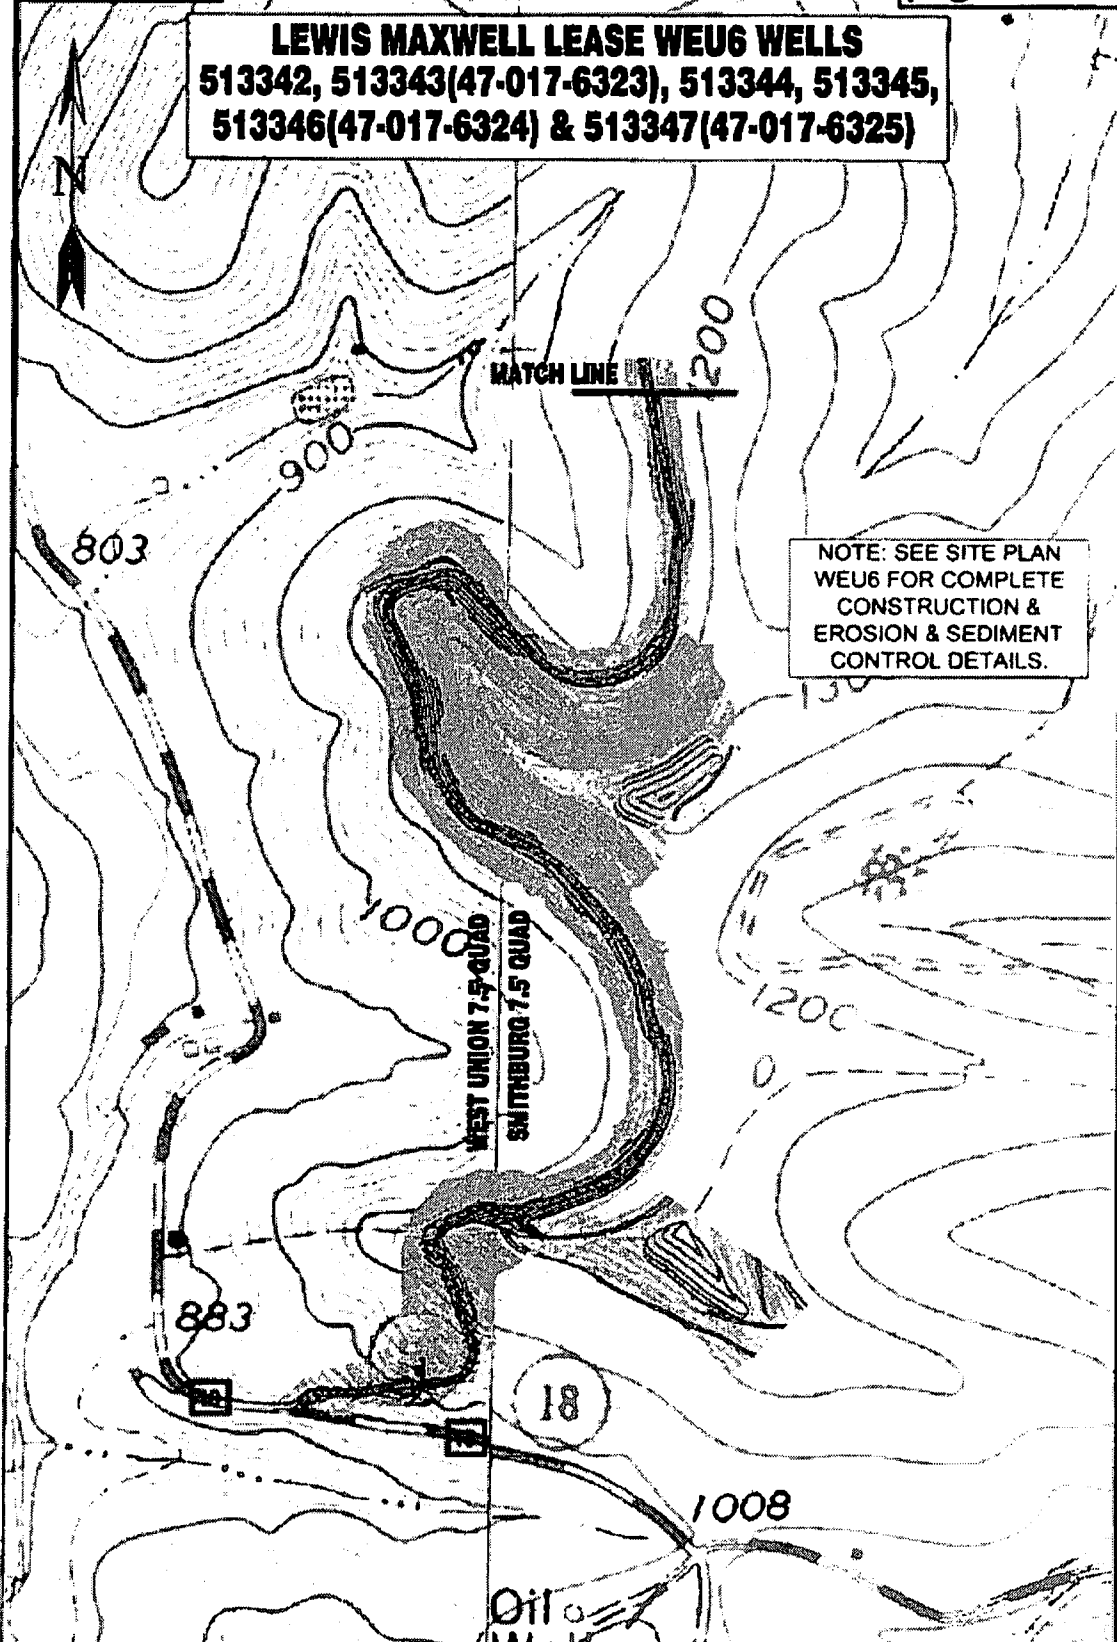 LEWIS MAXWELL LEASE WEU6 WELLS
513342, 513343(47-017-6323), 513344, 513345,
513346(47-017-6324) & 513347(47-017-6325)
N
1200
MATCH LINE
900
803
NOTE: SEE SITE PLAN
WEU6 FOR COMPLETE
CONSTRUCTION &
EROSION & SEDIMENT
CONTROL DETAILS.
1000
WEST UNION 7.5' QUAD
SMITHBURG 7.5' QUAD
1200
0
883
18
1008
Oil